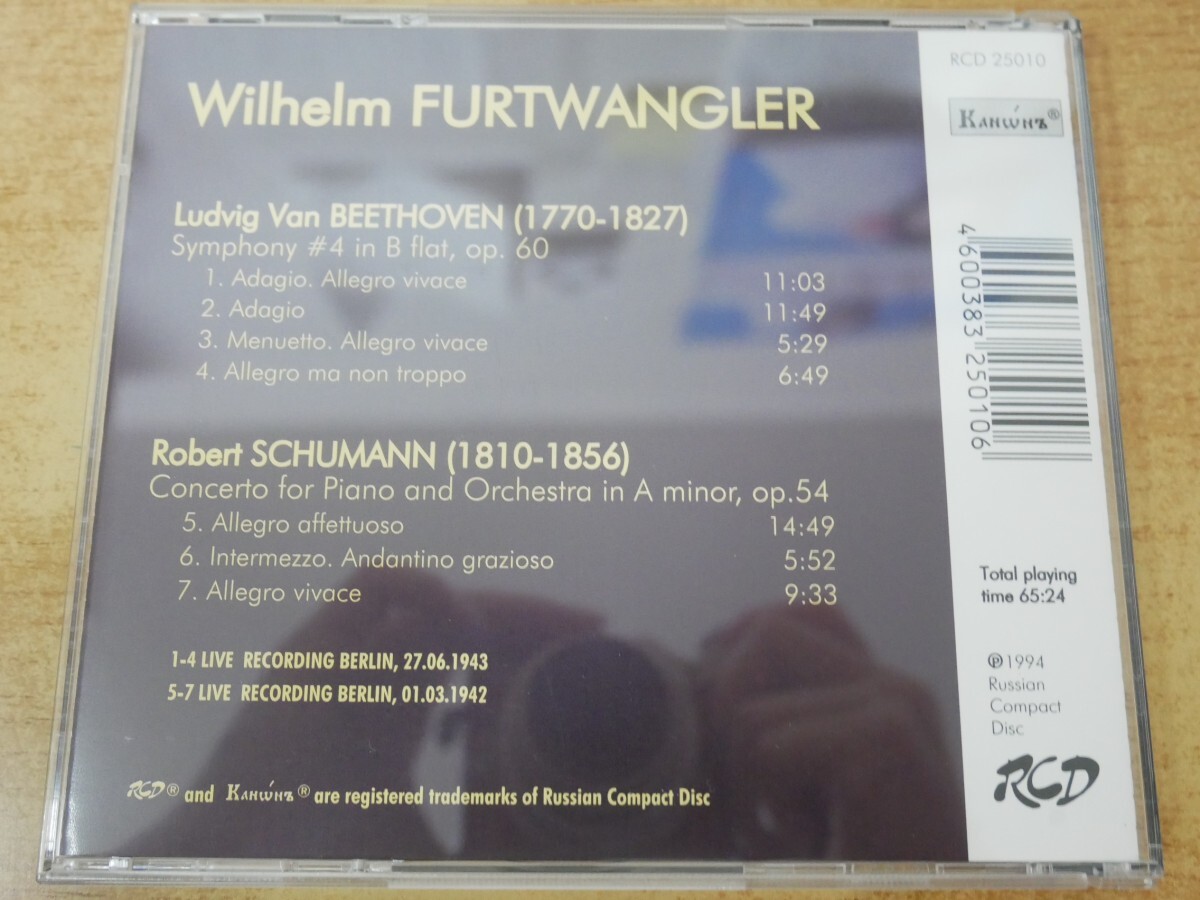 Wilhelm FURTWANGLER
Ludvig Van BEETHOVEN (1770-1827)
Symphony #4 in B flat, op. 60
1. Adagio. Allegro vivace 11:03
2. Adagio 11:49
3. Menuetto. Allegro vivace 5:29
4. Allegro ma non troppo 6:49
Robert SCHUMANN (1810-1856)
Concerto for Piano and Orchestra in A minor, op.54
5. Allegro affettuoso 14:49
6. Intermezzo. Andantino grazioso 5:52
7. Allegro vivace 9:33
1-4 LIVE RECORDING BERLIN, 27.06.1943
5-7 LIVE RECORDING BERLIN, 01.03.1942
RCD® and Канѡ́нъ® are registered trademarks of Russian Compact Disc
RCD 25010
Канѡ́нъ®
4600383 250106
Total playing
time 65:24
℗ 1994
Russian
Compact
Disc
RCD